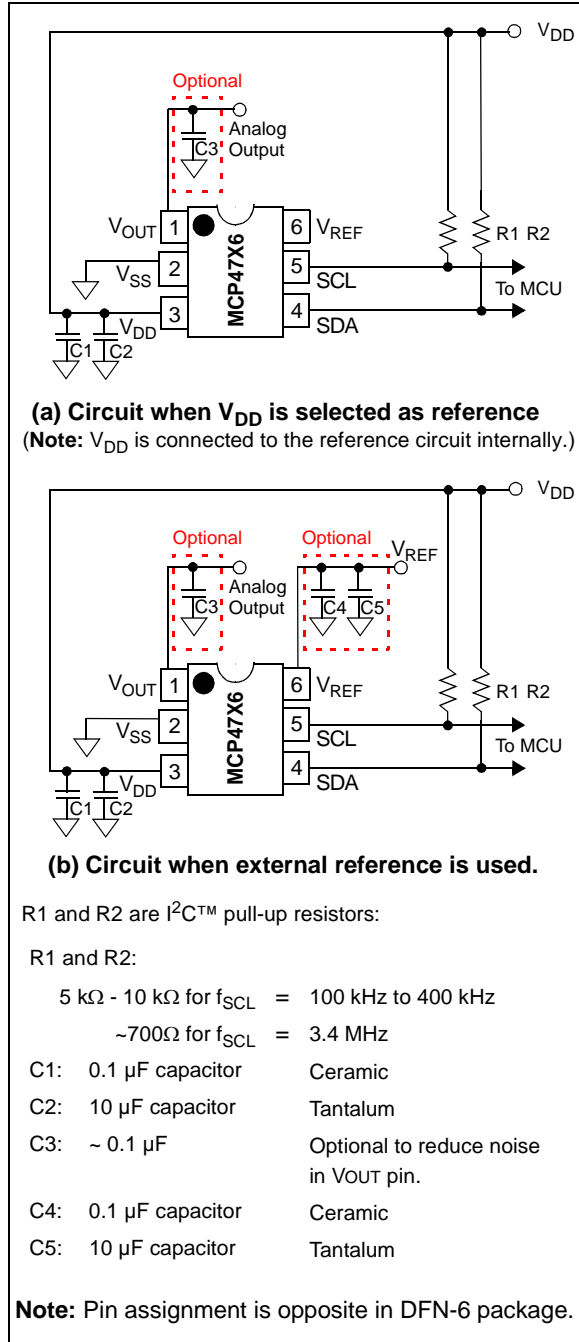 VDD
Optional
C3
Analog
Output
VOUT 1
6 VREF
VSS 2
5 SCL
VDD 3
4 SDA
MCP47X6
R1 R2
To MCU
C1 C2
(a) Circuit when VDD is selected as reference
(Note: VDD is connected to the reference circuit internally.)
VDD
Optional
Optional
VREF
C3
Analog
Output
C4 C5
VOUT 1
6 VREF
VSS 2
5 SCL
VDD 3
4 SDA
MCP47X6
R1 R2
To MCU
C1 C2
(b) Circuit when external reference is used.
R1 and R2 are I²C™ pull-up resistors:
R1 and R2:
5 kΩ - 10 kΩ for fSCL = 100 kHz to 400 kHz
~700Ω for fSCL = 3.4 MHz
C1: 0.1 µF capacitor Ceramic
C2: 10 µF capacitor Tantalum
C3: ~ 0.1 µF Optional to reduce noise
in VOUT pin.
C4: 0.1 µF capacitor Ceramic
C5: 10 µF capacitor Tantalum
Note: Pin assignment is opposite in DFN-6 package.